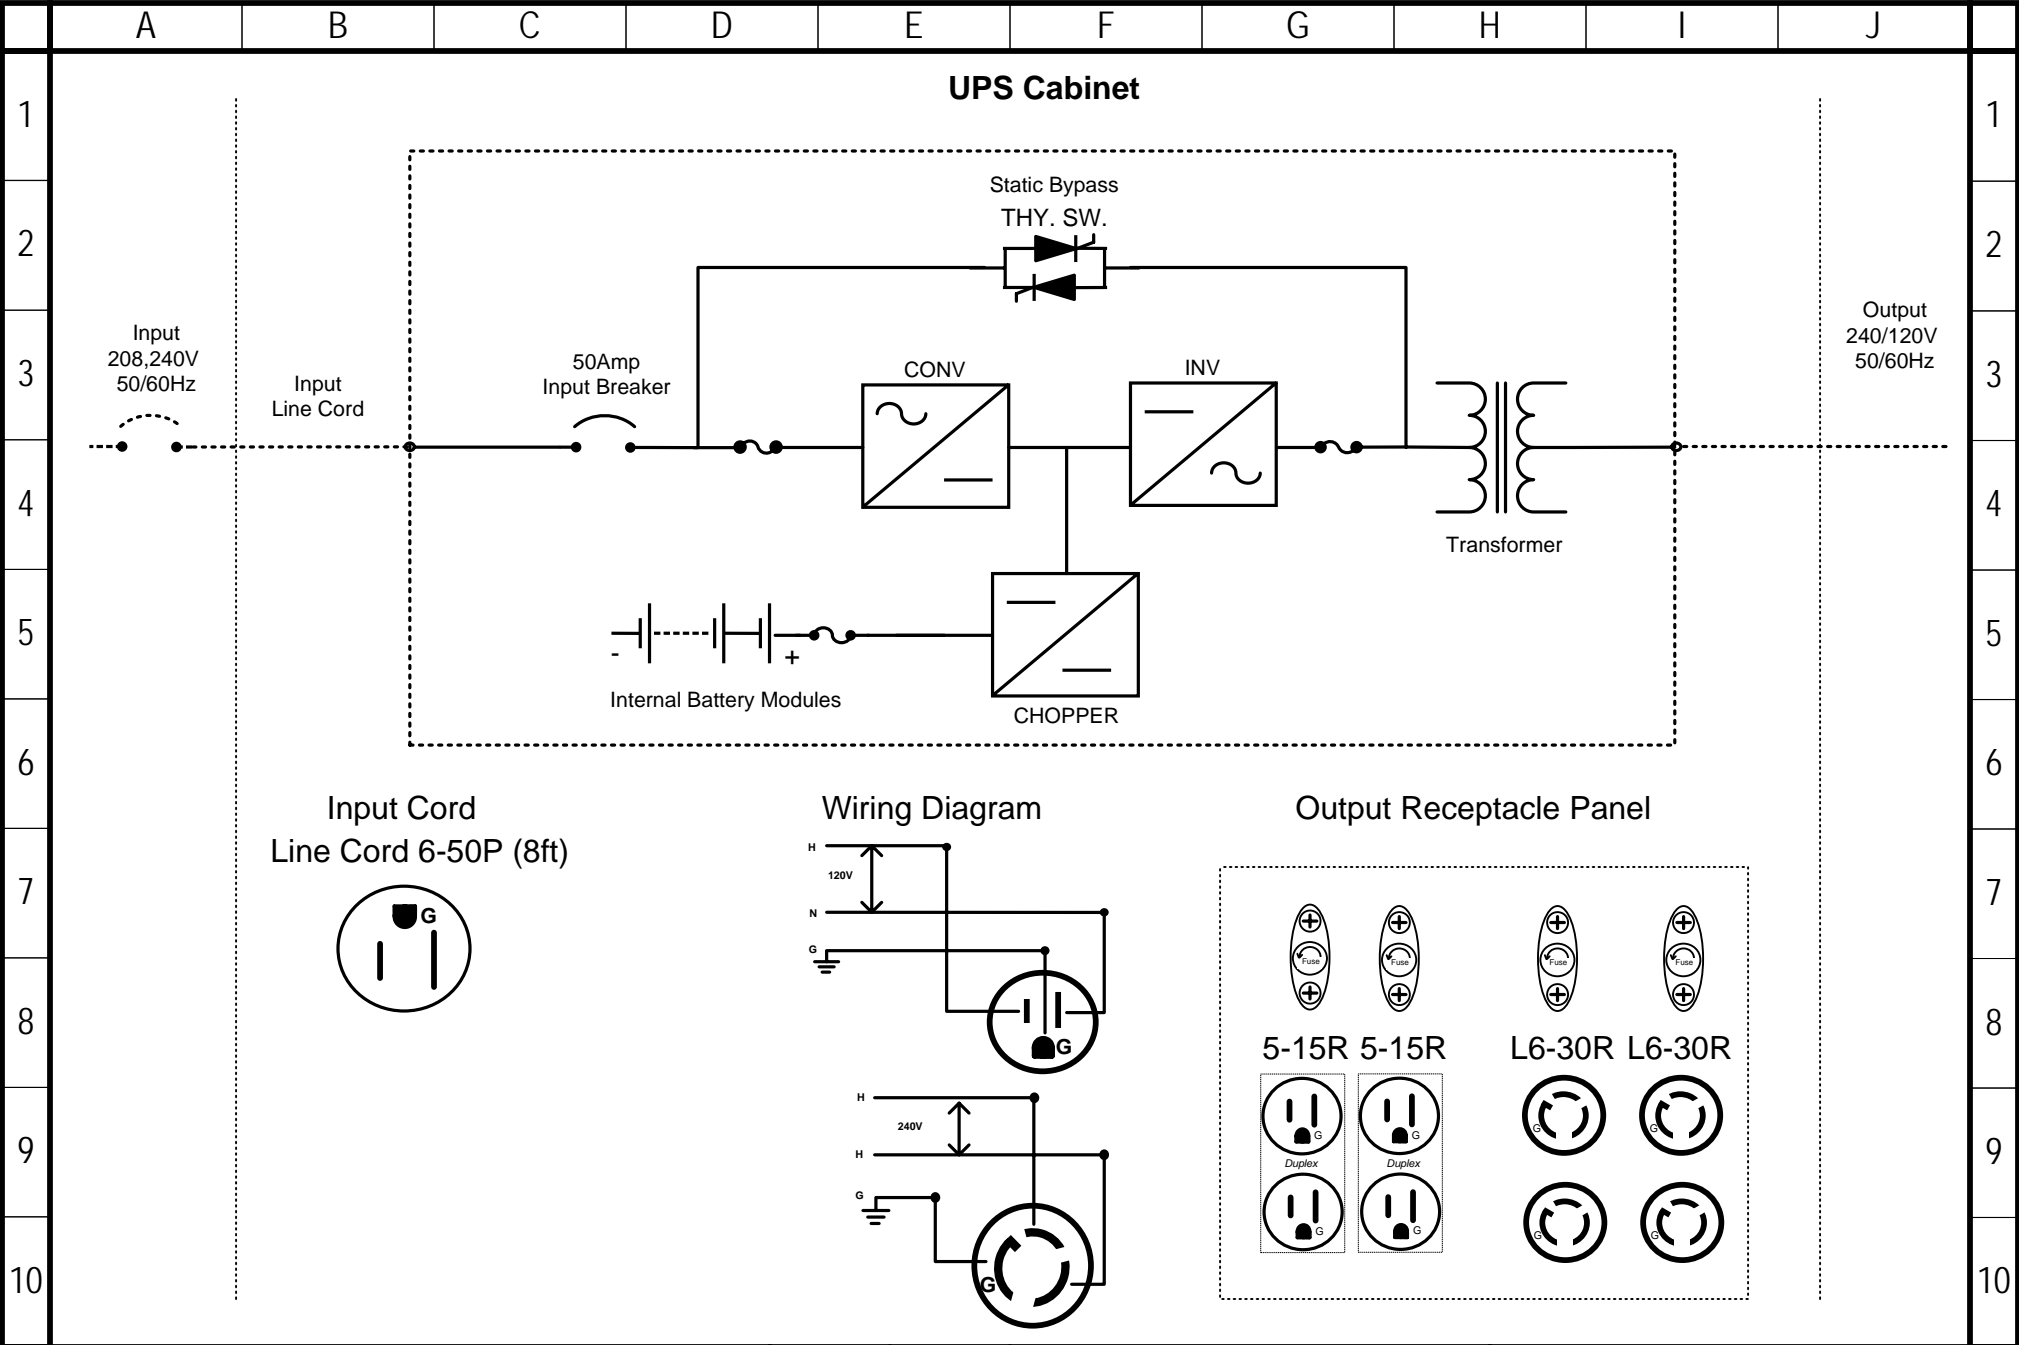 A B C D E F G H I J
UPS Cabinet
1 1
Static Bypass
THY. SW.
2 2
Input
208,240V
50/60Hz
Input
Line Cord
50Amp
Input Breaker
CONV
INV
Output
240/120V
50/60Hz
3 3
4 4
Transformer
5 5
- +
Internal Battery Modules
CHOPPER
6 6
Input Cord
Line Cord 6-50P (8ft)
G
Wiring Diagram
H
120V
N
G
G
H
240V
H
G
G
Output Receptacle Panel
7 7
Fuse Fuse Fuse Fuse
8 8
5-15R 5-15R L6-30R L6-30R
G G G G
9 9
Duplex Duplex
G G G G
10 10